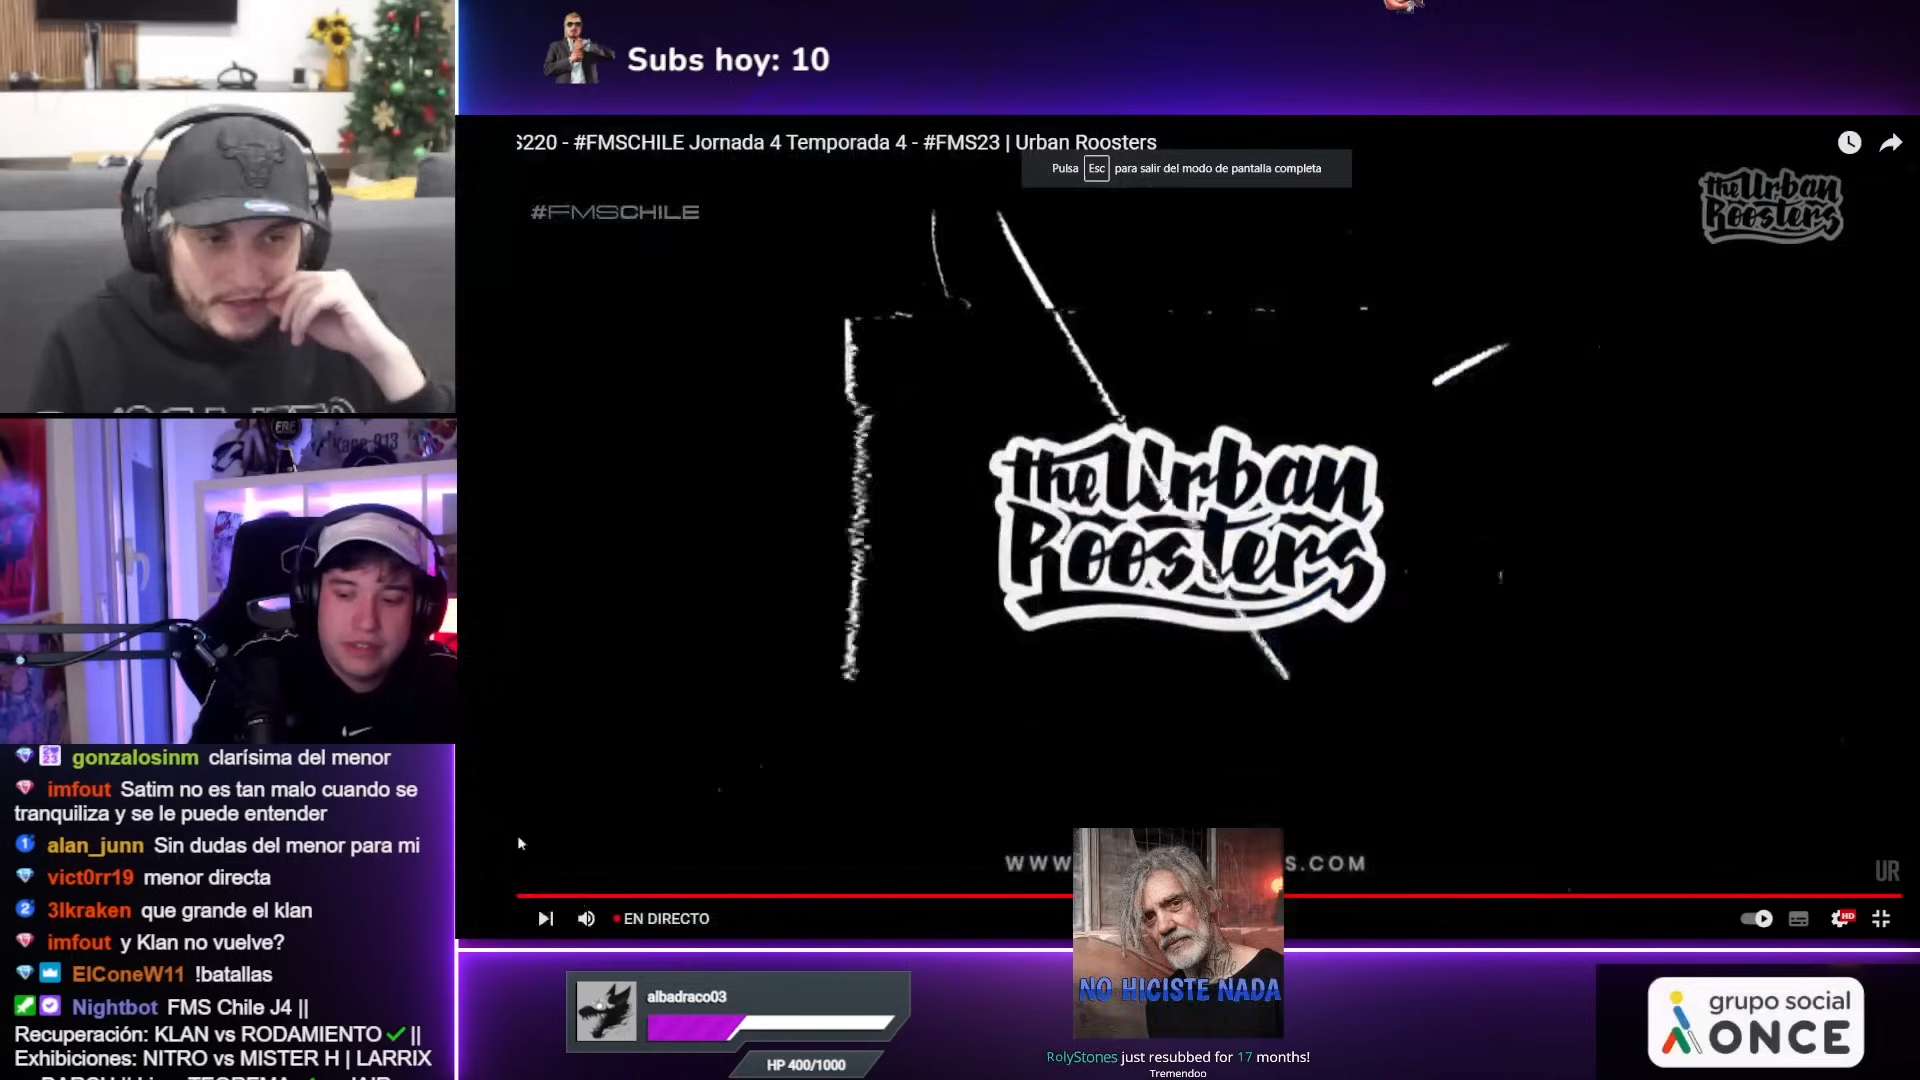 Subs hoy: 10
S220 - #FMSCHILE Jornada 4 Temporada 4 - #FMS23 | Urban Roosters
Pulsa Esc para salir del modo de pantalla completa
#FMSCHILE
the Urban
Roosters
FRF
Kang 913
the Urban
Roosters
gonzalosinm clarísima del menor
imfout Satim no es tan malo cuando se
tranquiliza y se le puede entender
alan_junn Sin dudas del menor para mi
vict0rr19 menor directa
3lkraken que grande el klan
imfout y Klan no vuelve?
ElConeW11 !batallas
Nightbot FMS Chile J4 ||
Recuperación: KLAN vs RODAMIENTO ||
Exhibiciones: NITRO vs MISTER H | LARRIX
WWW
S.COM
UR
EN DIRECTO
HD
albadraco03
HP 400/1000
NO HICISTE NADA
RolyStones just resubbed for 17 months!
Tremendoo
grupo social
ONCE